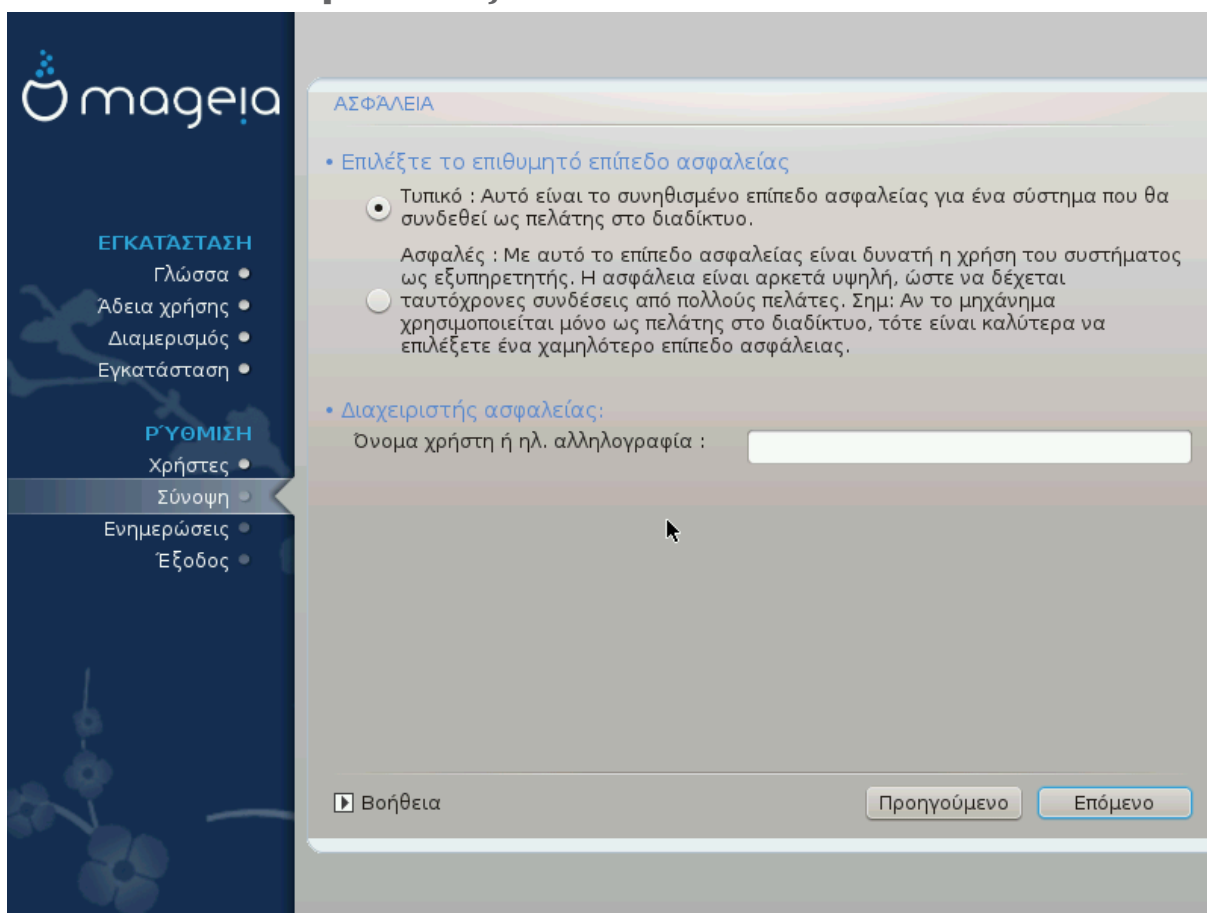 mageia
ΕΓΚΑΤΆΣΤΑΣΗ
Γλώσσα
Άδεια χρήσης
Διαμερισμός
Εγκατάσταση
ΡΎΘΜΙΣΗ
Χρήστες
Σύνοψη
Ενημερώσεις
Έξοδος
ΑΣΦΆΛΕΙΑ
• Επιλέξτε το επιθυμητό επίπεδο ασφαλείας
Τυπικό : Αυτό είναι το συνηθισμένο επίπεδο ασφαλείας για ένα σύστημα που θα
συνδεθεί ως πελάτης στο διαδίκτυο.
Ασφαλές : Με αυτό το επίπεδο ασφαλείας είναι δυνατή η χρήση του συστήματος
ως εξυπηρετητής. Η ασφάλεια είναι αρκετά υψηλή, ώστε να δέχεται
ταυτόχρονες συνδέσεις από πολλούς πελάτες. Σημ: Αν το μηχάνημα
χρησιμοποιείται μόνο ως πελάτης στο διαδίκτυο, τότε είναι καλύτερα να
επιλέξετε ένα χαμηλότερο επίπεδο ασφάλειας.
• Διαχειριστής ασφαλείας:
Όνομα χρήστη ή ηλ. αλληλογραφία :
Βοήθεια
Προηγούμενο
Επόμενο